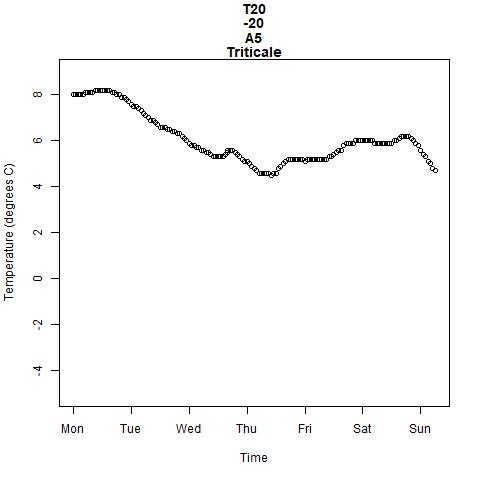 T20
-20
A5
Triticale
Temperature (degrees C)
8
6
4
2
0
-2
-4
Mon Tue Wed Thu Fri Sat Sun
Time